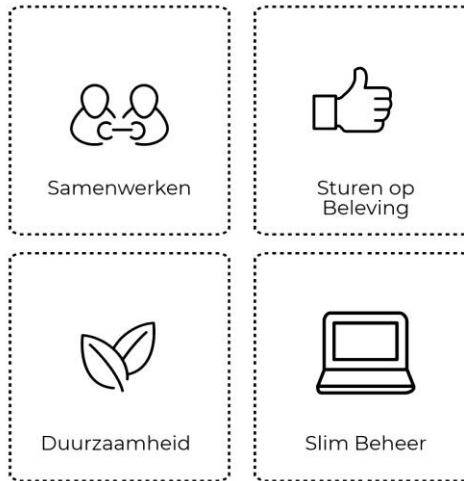 Samenwerken
Sturen op
Beleving
Duurzaamheid
Slim Beheer